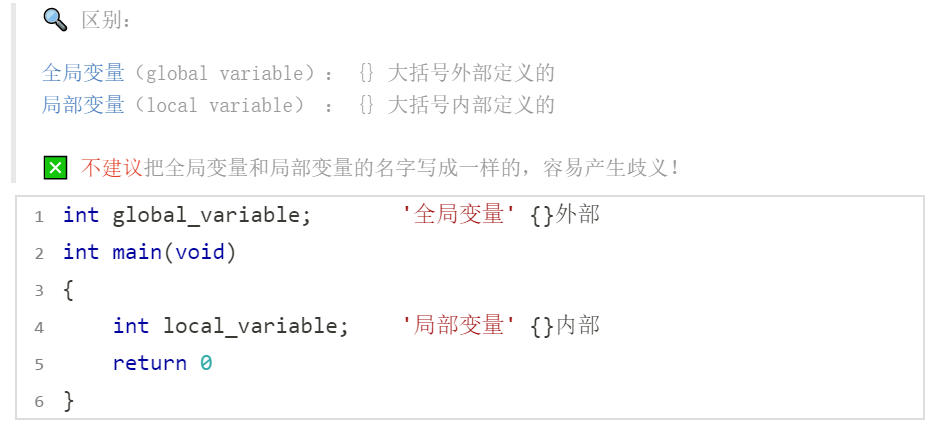 🔍 区别：
全局变量（global variable）： {} 大括号外部定义的
局部变量（local variable） ： {} 大括号内部定义的
❎ 不建议把全局变量和局部变量的名字写成一样的，容易产生歧义！
1 int global_variable; '全局变量' {}外部
2 int main(void)
3 {
4 int local_variable; '局部变量' {}内部
5 return 0
6 }